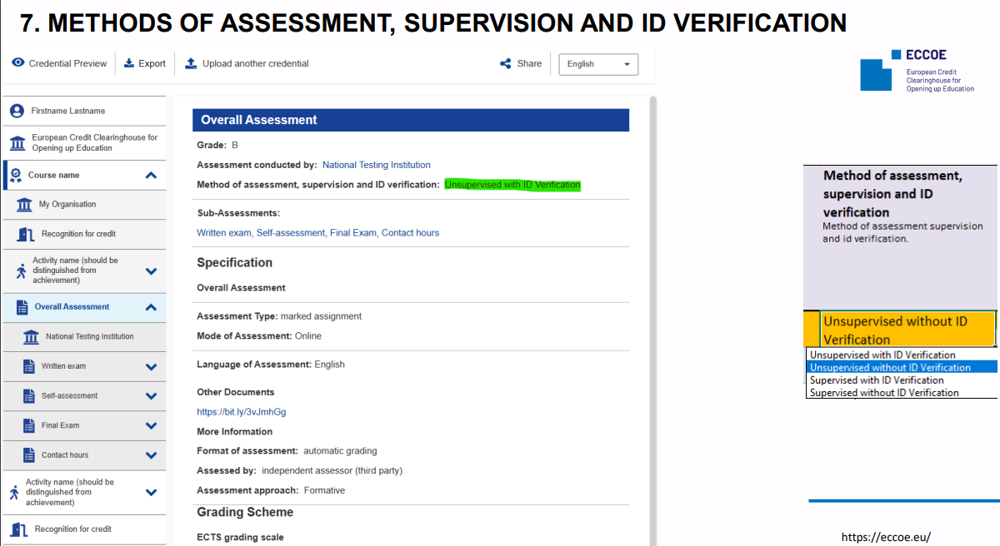 7. METHODS OF ASSESSMENT, SUPERVISION AND ID VERIFICATION
Credential Preview
Export
Upload another credential
Share
English
ECCOE
European Credit
Clearinghouse for
Opening up Education
Firstname Lastname
European Credit Clearinghouse for
Opening up Education
Course name
My Organisation
Recognition for credit
Activity name (should be
distinguished from
achievement)
Overall Assessment
National Testing Institution
Written exam
Self-assessment
Final Exam
Contact hours
Activity name (should be
distinguished from
achievement)
Recognition for credit
Overall Assessment
Grade: B
Assessment conducted by: National Testing Institution
Method of assessment, supervision and ID verification: Unsupervised with ID Verification
Sub-Assessments:
Written exam, Self-assessment, Final Exam, Contact hours
Specification
Overall Assessment
Assessment Type: marked assignment
Mode of Assessment: Online
Language of Assessment: English
Other Documents
https://bit.ly/3vJmhGg
More Information
Format of assessment: automatic grading
Assessed by: independent assessor (third party)
Assessment approach: Formative
Grading Scheme
ECTS grading scale
Method of assessment,
supervision and ID
verification
Method of assessment supervision
and id verification.
Unsupervised without ID
Verification
Unsupervised with ID Verification
Unsupervised without ID Verification
Supervised with ID Verification
Supervised without ID Verification
https://eccoe.eu/